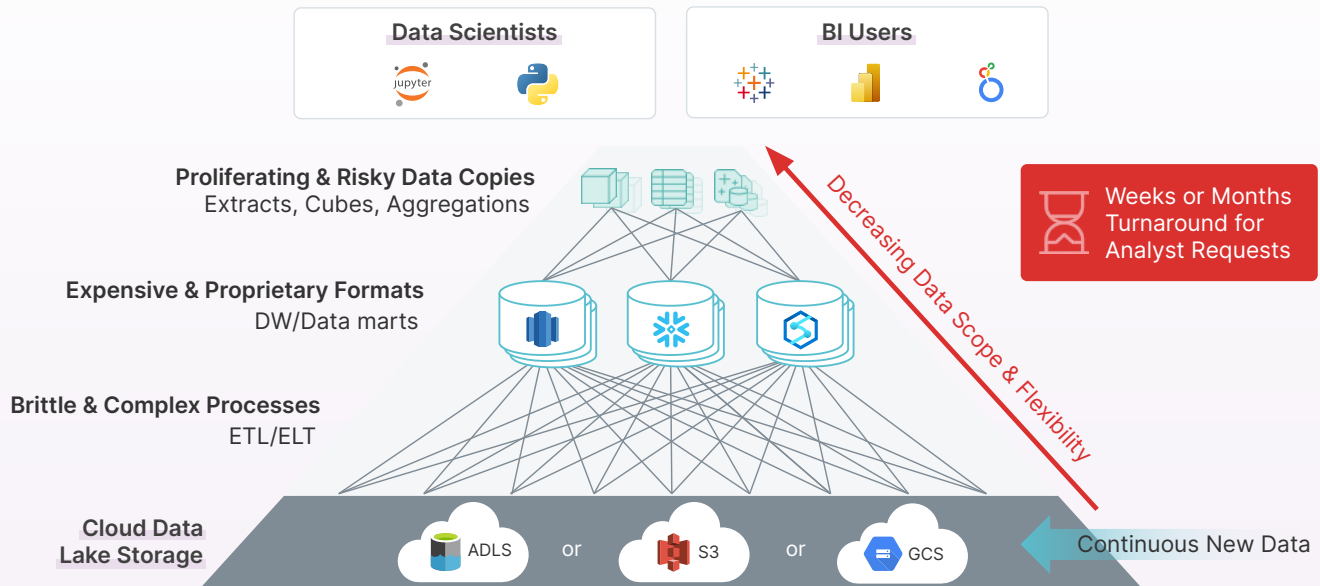 Data Scientists
BI Users
jupyter
Proliferating & Risky Data Copies
Extracts, Cubes, Aggregations
Decreasing Data Scope & Flexibility
Weeks or Months
Turnaround for
Analyst Requests
Expensive & Proprietary Formats
DW/Data marts
Brittle & Complex Processes
ETL/ELT
Cloud Data
Lake Storage
ADLS
or
S3
or
GCS
Continuous New Data